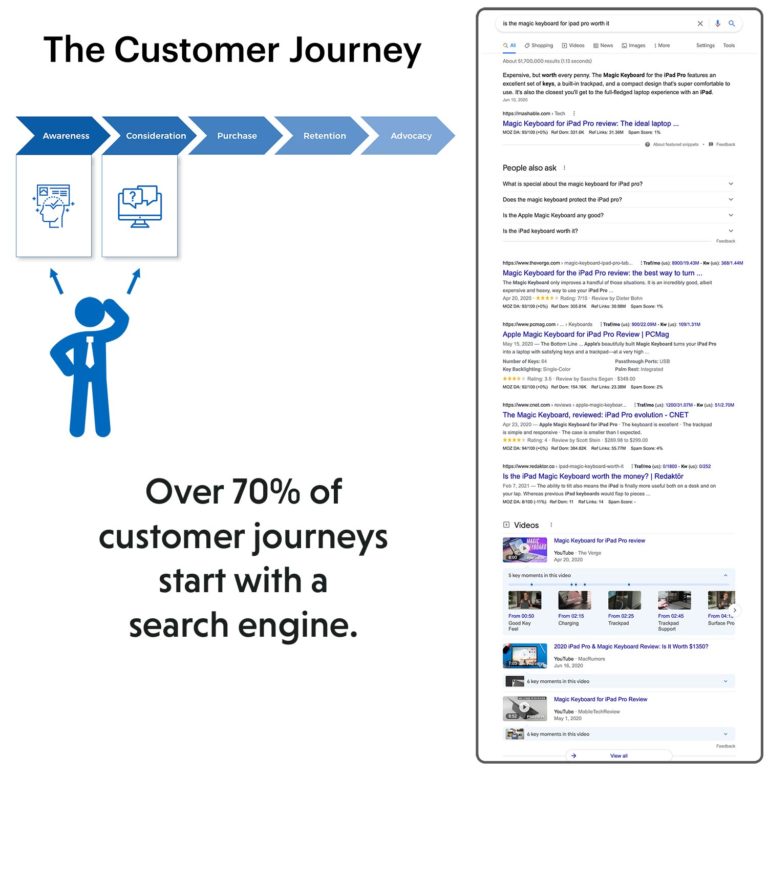 The Customer Journey
Awareness
Consideration
Purchase
Retention
Advocacy
?
Over 70% of
customer journeys
start with a
search engine.
is the magic keyboard for ipad pro worth it
All
Shopping
Videos
News
Images
More
Settings
Tools
About 51,700,000 results (1.13 seconds)
Expensive, but worth every penny. The Magic Keyboard for the iPad Pro features an
excellent set of keys, a built-in trackpad, and a compact design that's super comfortable to
use. It's also the closest you'll get to the full-fledged laptop experience with an iPad.
Jun 10, 2020
https://mashable.com › Tech
Magic Keyboard for iPad Pro review: The ideal laptop ...
MOZ DA: 93/100 (+0%) Ref Dom: 331.6K Ref Links: 31.36M Spam Score: 1%
About featured snippets • Feedback
People also ask
What is special about the magic keyboard for iPad pro?
Does the magic keyboard protect the iPad pro?
Is the Apple Magic Keyboard any good?
Is the iPad keyboard worth it?
Feedback
https://www.theverge.com › magic-keyboard-ipad-pro-tab... Traf/mo (us): 8900/19.43M - Kw (us): 368/1.44M
Magic Keyboard for the iPad Pro review: the best way to turn ...
The Magic Keyboard only improves a handful of those situations. It is an incredibly good, albeit
expensive and heavy, way to use your iPad Pro ...
Apr 20, 2020 · Rating: 7/15 · Review by Dieter Bohn
MOZ DA: 93/100 (+0%) Ref Dom: 305.81K Ref Links: 39.98M Spam Score: 1%
https://www.pcmag.com › ... › Keyboards Traf/mo (us): 900/22.09M - Kw (us): 109/1.31M
Apple Magic Keyboard for iPad Pro Review | PCMag
May 15, 2020 — The Bottom Line ... Apple's beautifully built Magic Keyboard turns your iPad Pro
into a laptop with satisfying keys and a trackpad—at a very high ...
Number of Keys: 64 Passthrough Ports: USB
Key Backlighting: Single-Color Palm Rest: Integrated
Rating: 3.5 · Review by Sascha Segan · $349.00
MOZ DA: 92/100 (+0%) Ref Dom: 154.16K Ref Links: 23.38M Spam Score: 2%
https://www.cnet.com › reviews › apple-magic-keyboar... Traf/mo (us): 1200/31.07M - Kw (us): 51/2.70M
The Magic Keyboard, reviewed: iPad Pro evolution - CNET
Apr 23, 2020 — Apple Magic Keyboard for iPad Pro · The keyboard is excellent · The trackpad
is simple and responsive · The case is smaller than I expected.
Rating: 4 · Review by Scott Stein · $289.98 to $299.00
MOZ DA: 94/100 (+0%) Ref Dom: 364.82K Ref Links: 55.77M Spam Score: 4%
https://www.redaktor.ca › ipad-magic-keyboard-worth-it Traf/mo (us): 0/1803 - Kw (us): 0/252
Is the iPad Magic Keyboard worth the money? | Redaktör
Feb 7, 2021 — The ability to tilt also means the iPad is finally more useful both on a desk and on
your lap. Whereas previous iPad keyboards would flap to pieces ...
MOZ DA: 8/100 (-11%) Ref Dom: 11 Ref Links: 14 Spam Score: -
Videos
MAGIC
KEYBOARD
Magic Keyboard for iPad Pro review
YouTube · The Verge
Apr 20, 2020
5 key moments in this video
From 00:50
Good Key
Feel
From 02:15
Charging
From 02:25
Trackpad
From 02:45
Trackpad
Support
Surface Pro
7:03
2020 iPad Pro & Magic Keyboard Review: Is It Worth $1350?
YouTube · MacRumors
Jun 16, 2020
6 key moments in this video
Magic Keyboard for iPad Pro Review
YouTube · MobileTechReview
May 1, 2020
6 key moments in this video
Feedback
View all